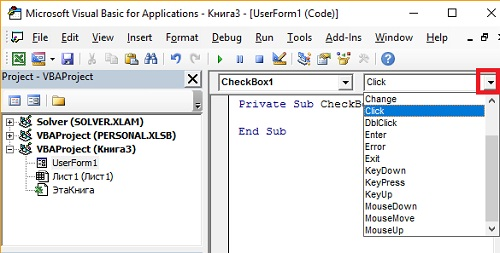 Microsoft Visual Basic for Applications - Книга3 - [UserForm1 (Code)]
File Edit View Insert Format Debug Run Tools Add-Ins Window
Project - VBAProject
Solver (SOLVER.XLAM)
VBAProject (PERSONAL.XLSB)
VBAProject (Книга3)
UserForm1
Лист1 (Лист1)
ЭтаКнига
CheckBox1 Click
Private Sub CheckBo
End Sub
Change
Click
DblClick
Enter
Error
Exit
KeyDown
KeyPress
KeyUp
MouseDown
MouseMove
MouseUp